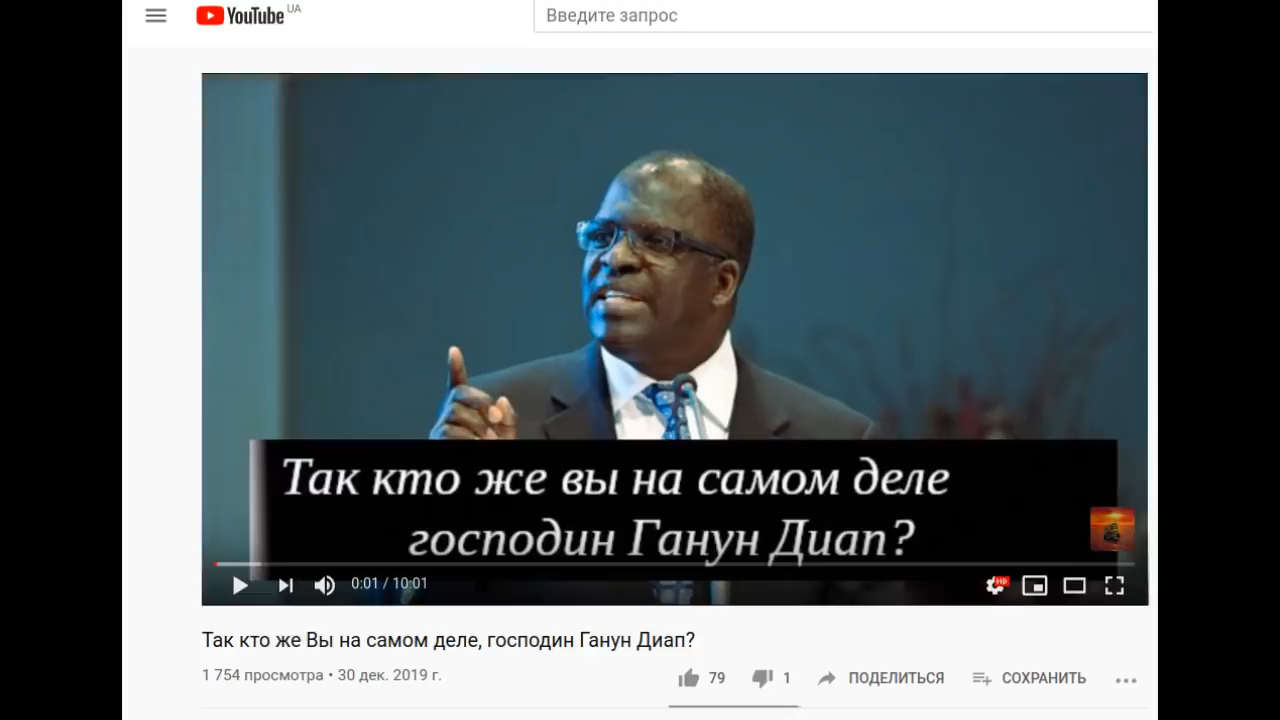 YouTube UA
Введите запрос
Так кто же вы на самом деле
господин Ганун Диап?
0:01 / 10:01
HD
Так кто же Вы на самом деле, господин Ганун Диап?
1 754 просмотра • 30 дек. 2019 г.
79
1
ПОДЕЛИТЬСЯ
СОХРАНИТЬ